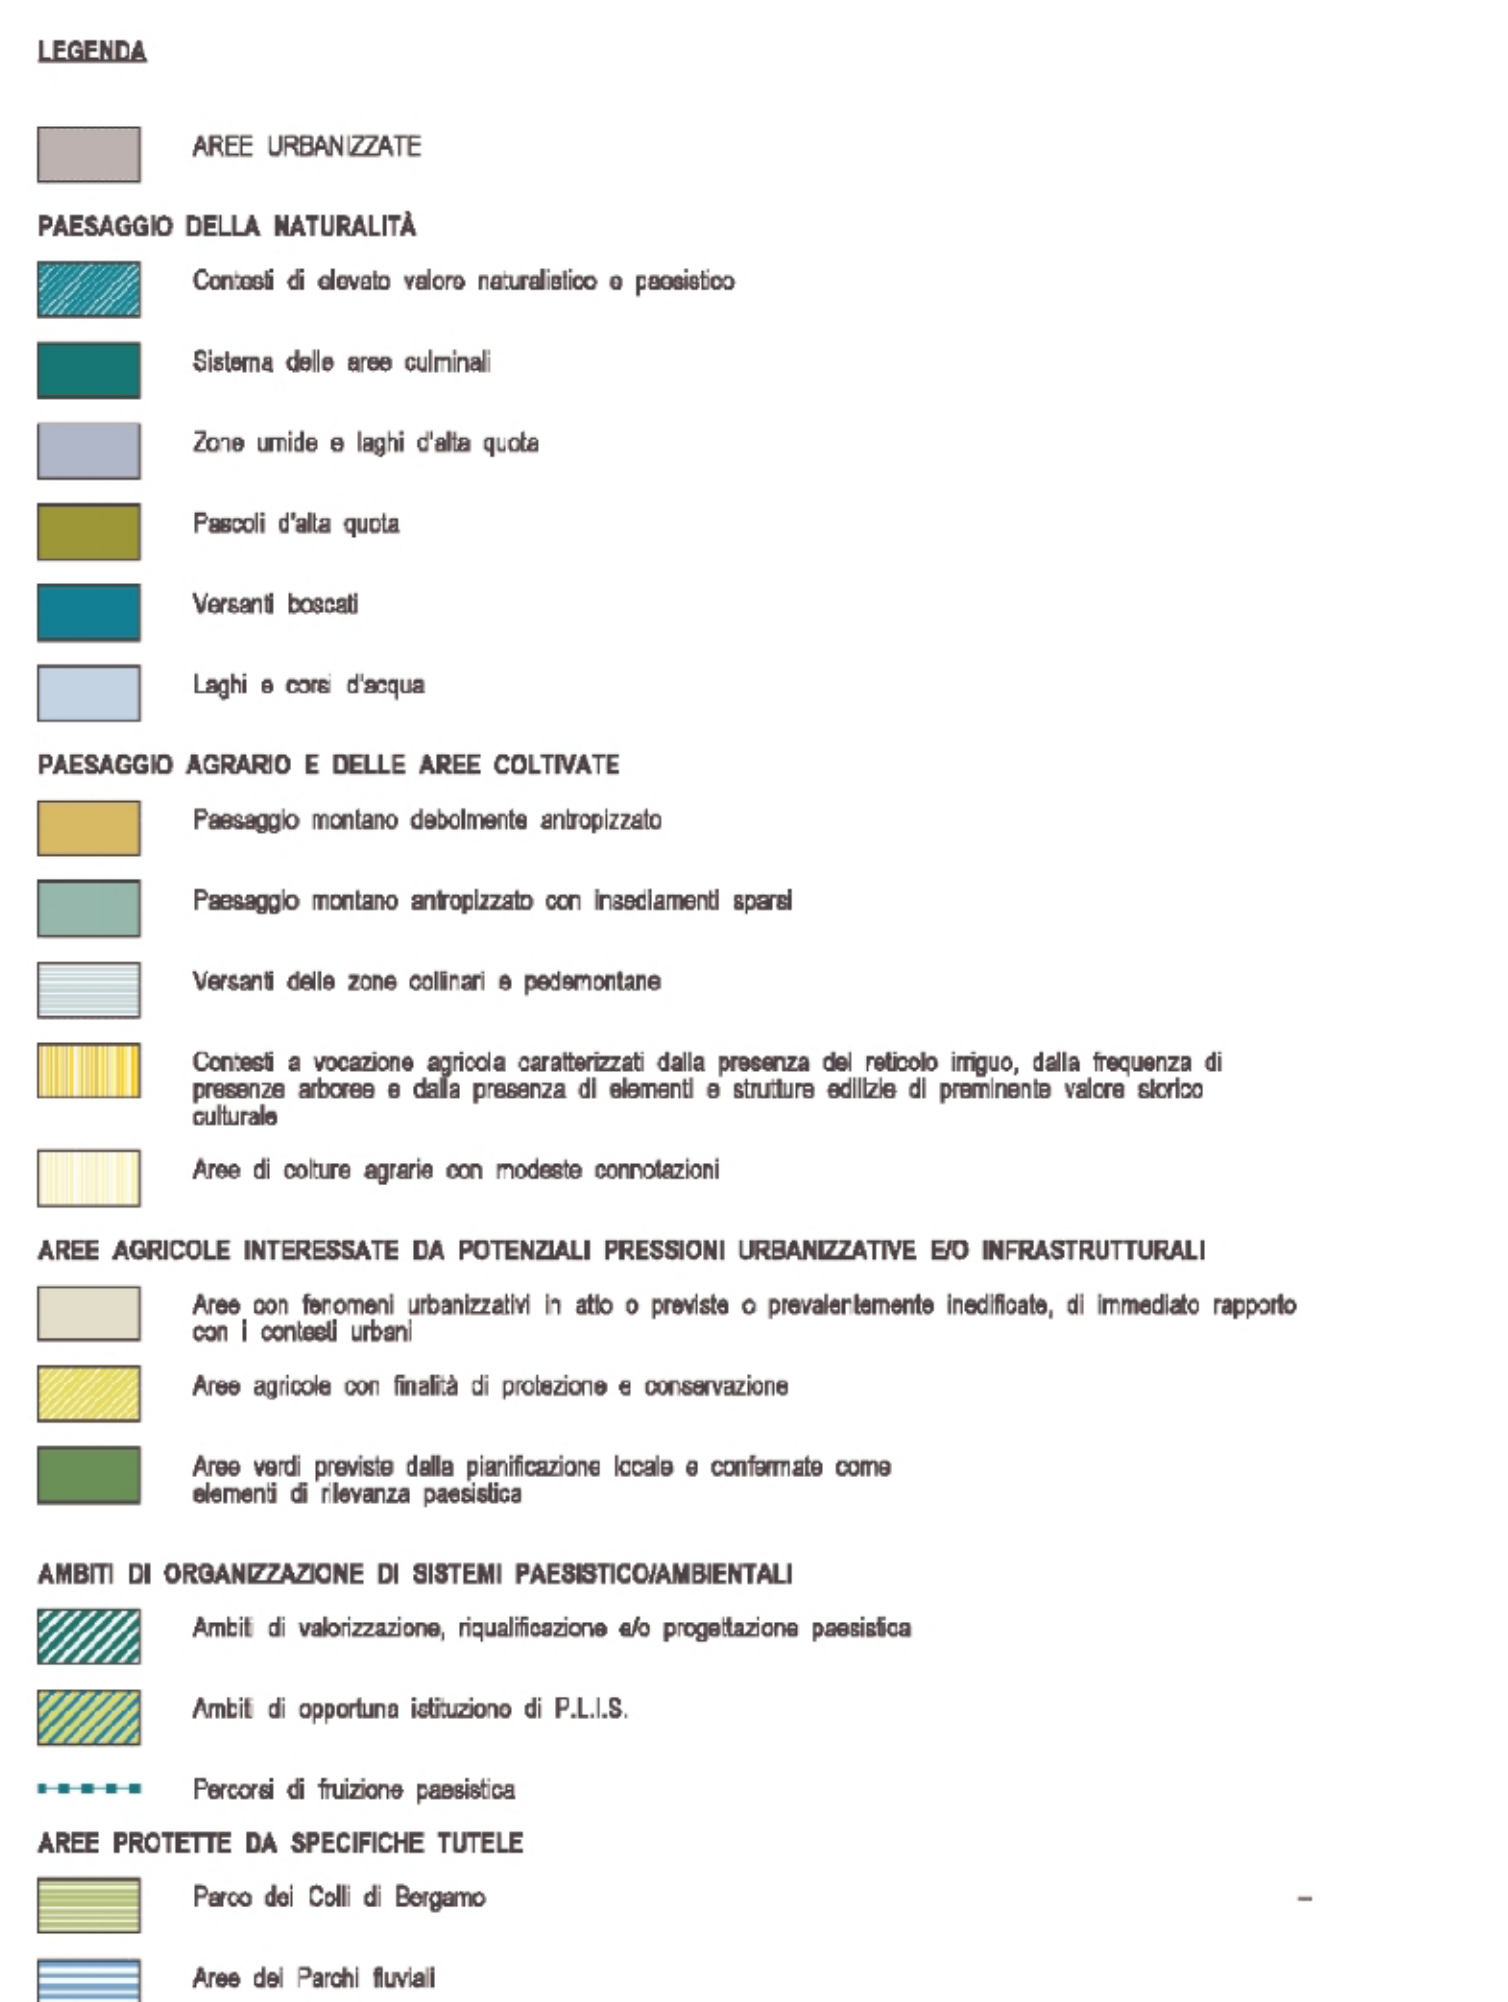 LEGENDA
AREE URBANIZZATE
PAESAGGIO DELLA NATURALITÀ
Contesti di elevato valore naturalistico e paesistico
Sistema delle aree culminali
Zone umide e laghi d'alta quota
Pascoli d'alta quota
Versanti boscati
Laghi e corsi d'acqua
PAESAGGIO AGRARIO E DELLE AREE COLTIVATE
Paesaggio montano debolmente antropizzato
Paesaggio montano antropizzato con insediamenti sparsi
Versanti delle zone collinari e pedemontane
Contesti a vocazione agricola caratterizzati dalla presenza del reticolo irriguo, dalla frequenza di
presenze arboree e dalla presenza di elementi e strutture edilizie di preminente valore storico
culturale
Aree di colture agrarie con modeste connotazioni
AREE AGRICOLE INTERESSATE DA POTENZIALI PRESSIONI URBANIZZATIVE E/O INFRASTRUTTURALI
Aree con fenomeni urbanizzativi in atto o previste o prevalentemente inedificate, di immediato rapporto
con i contesti urbani
Aree agricole con finalità di protezione e conservazione
Aree verdi previste dalla pianificazione locale e confermate come
elementi di rilevanza paesistica
AMBITI DI ORGANIZZAZIONE DI SISTEMI PAESISTICO/AMBIENTALI
Ambiti di valorizzazione, riqualificazione e/o progettazione paesistica
Ambiti di opportuna istituzione di P.L.I.S.
Percorsi di fruizione paesistica
AREE PROTETTE DA SPECIFICHE TUTELE
Parco dei Colli di Bergamo
Aree dei Parchi fluviali